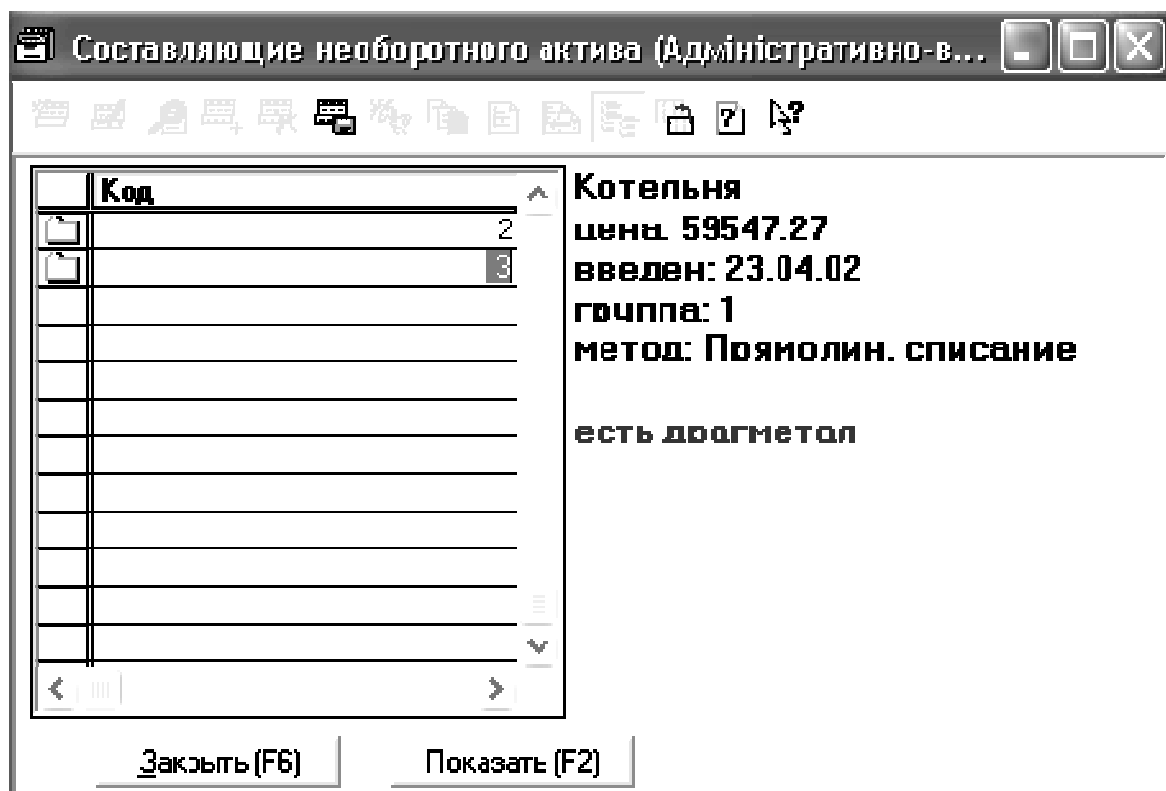 Составляющие необоротного актива (Адміністративно-в...
Код
2
3
Котельня
цена: 59547.27
введен: 23.04.02
группа: 1
метод: Прямолин. списание
есть драгметал
Закрыть (F6)
Показать (F2)